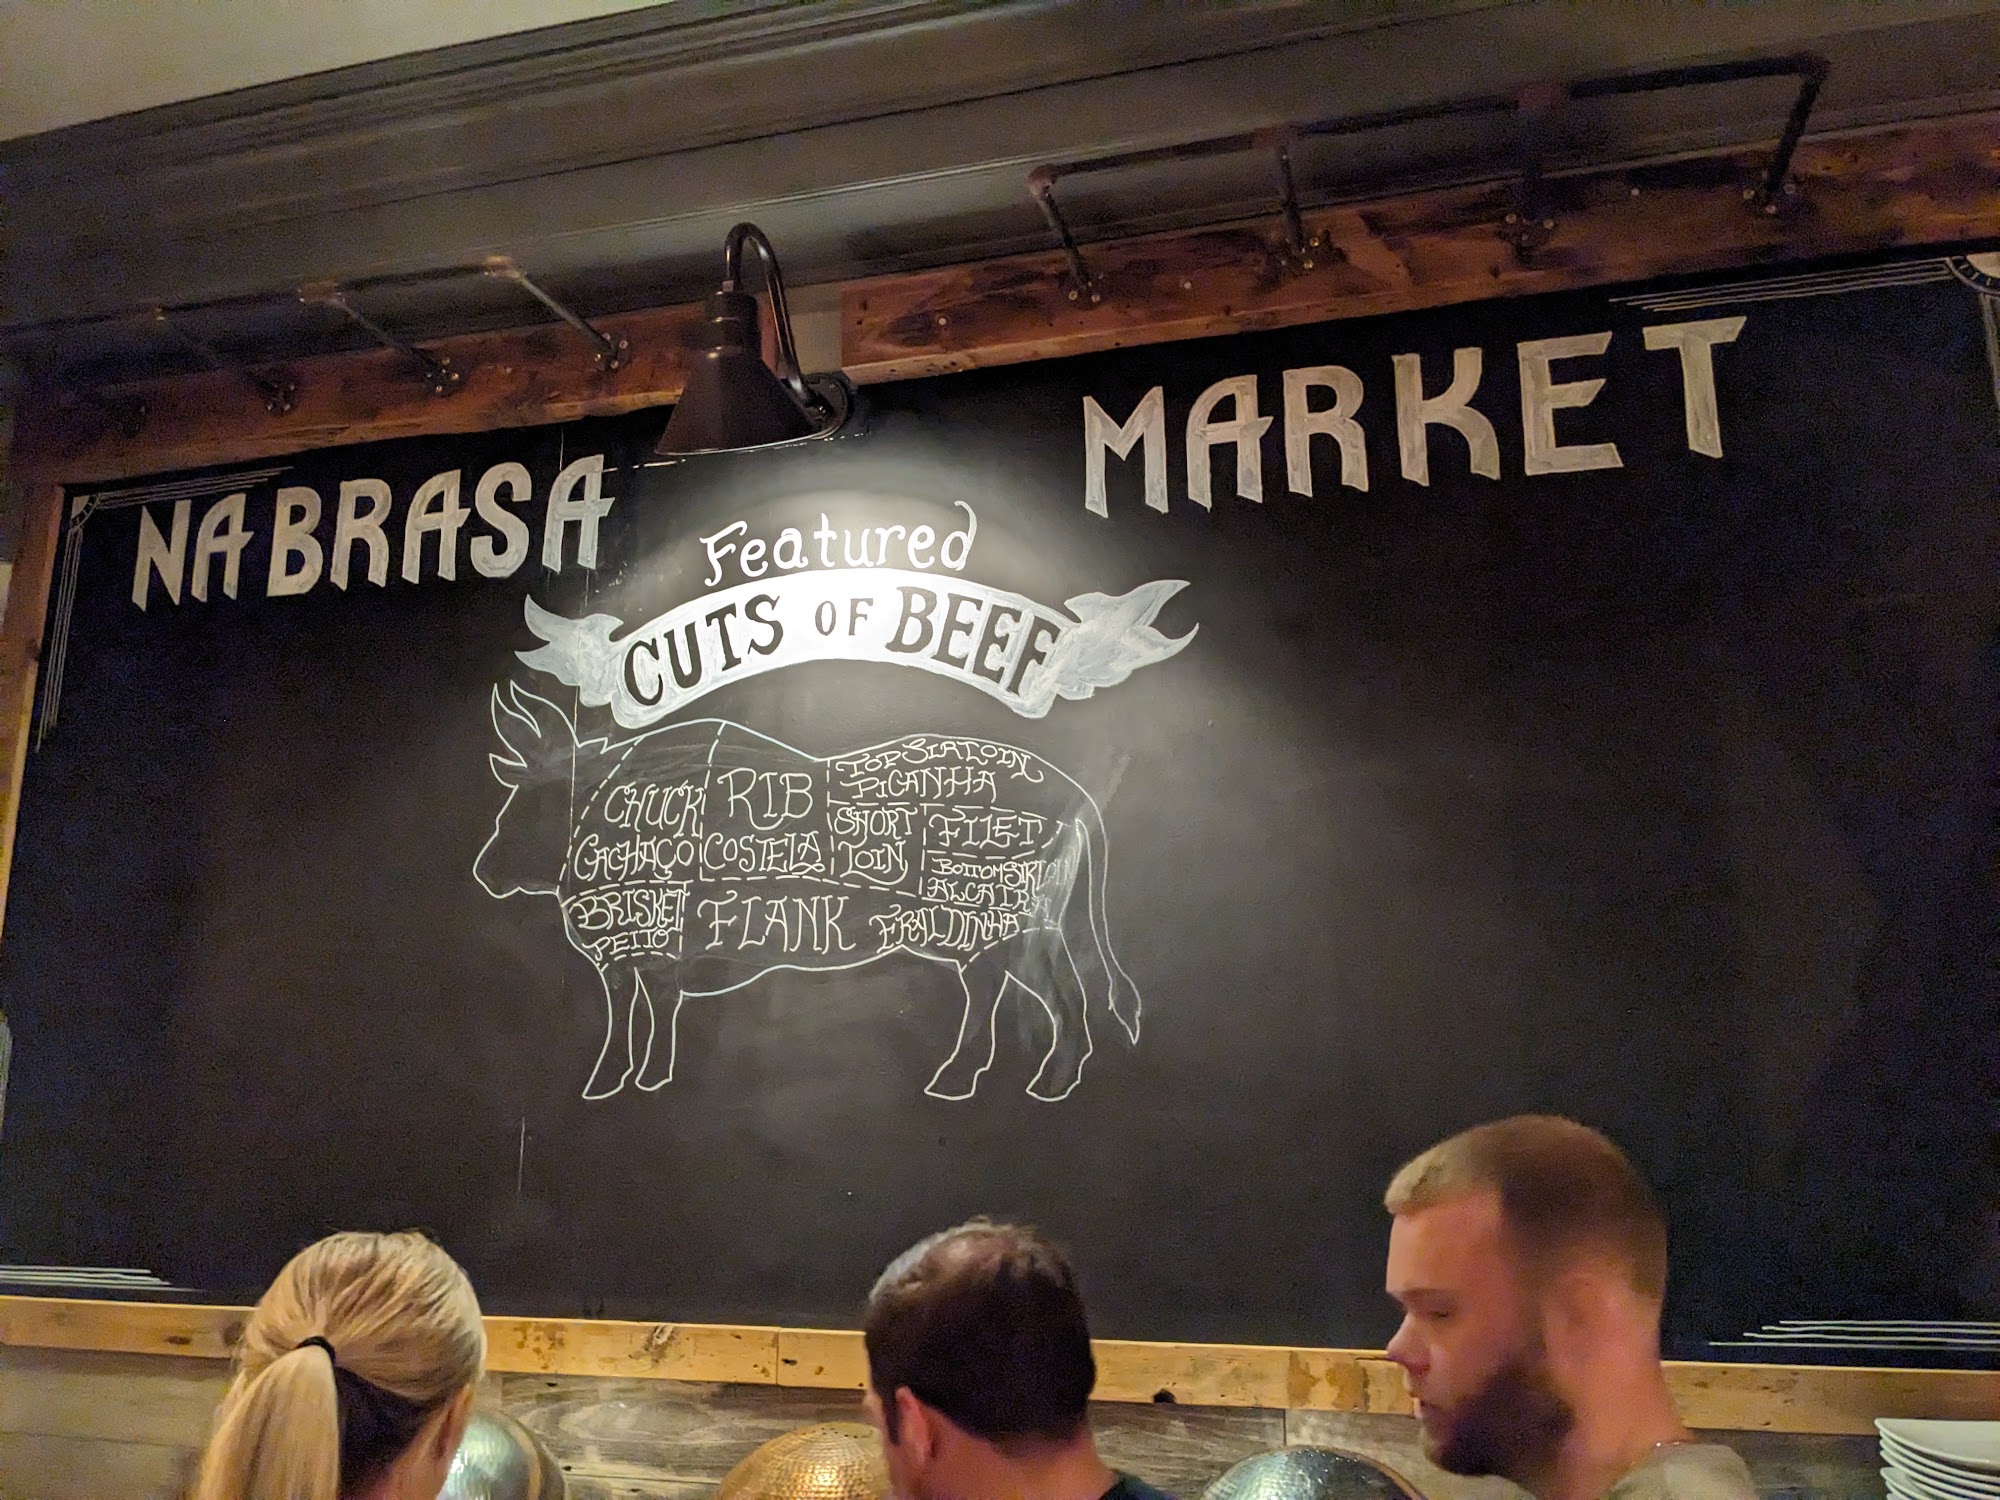 NA BRASA MARKET
Featured
CUTS OF BEEF
CHUCK
CACHAÇO
RIB
COSTELA
TOP SIRLOIN
PICANHA
SHORT
LOIN
FILET
BOTTOM SIRLOIN
ALCATRA
BRISKET
PEITO
FLANK
FRALDINHA